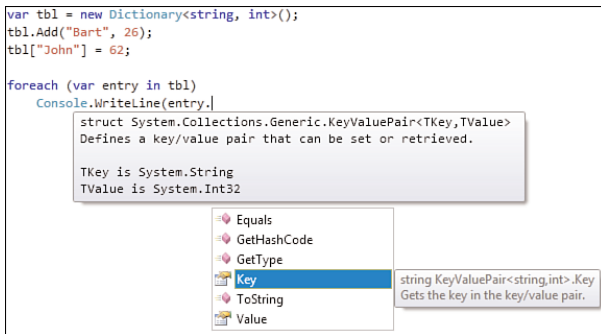 var tbl = new Dictionary<string, int>();
tbl.Add("Bart", 26);
tbl["John"] = 62;
foreach (var entry in tbl)
Console.WriteLine(entry.
struct System.Collections.Generic.KeyValuePair<TKey,TValue>
Defines a key/value pair that can be set or retrieved.
TKey is System.String
TValue is System.Int32
Equals
GetHashCode
GetType
Key
ToString
Value
string KeyValuePair<string,int>.Key
Gets the key in the key/value pair.